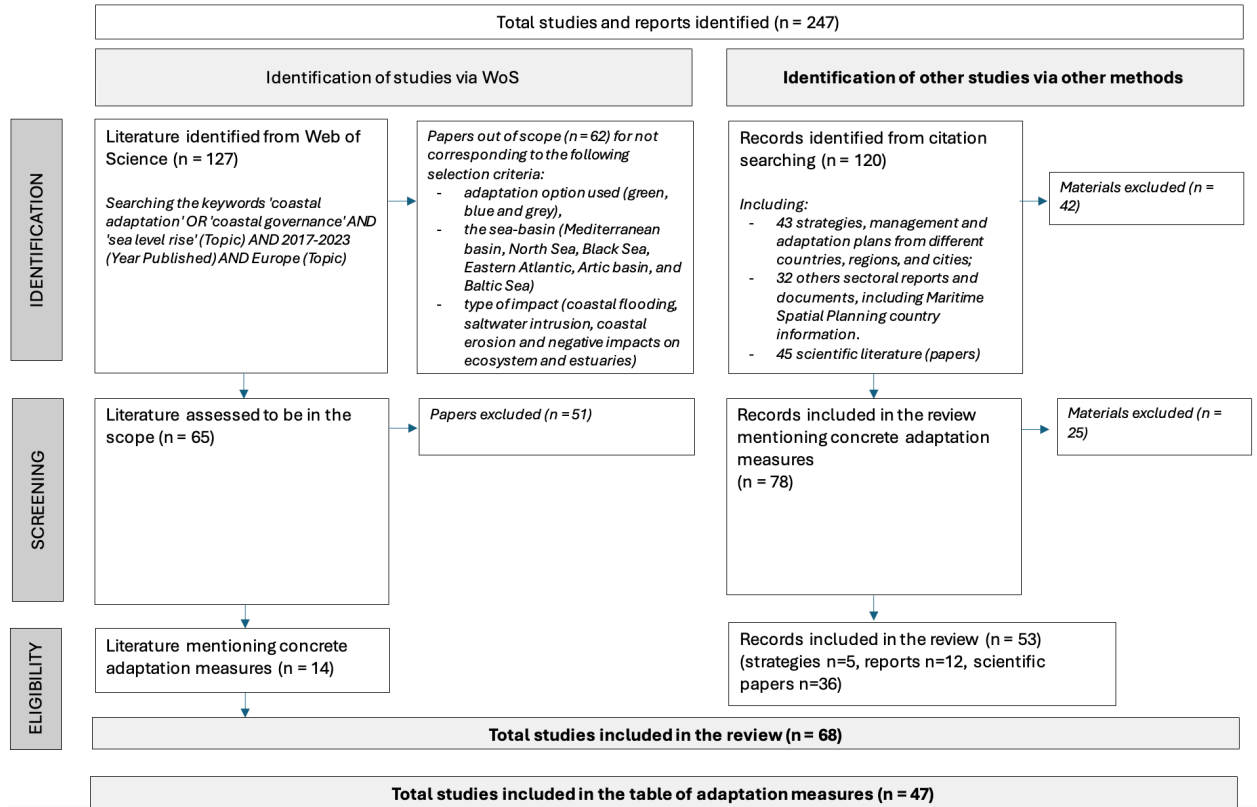 Total studies and reports identified (n = 247)
Identification of studies via WoS
Identification of other studies via other methods
IDENTIFICATION
Literature identified from Web of
Science (n = 127)
Searching the keywords 'coastal
adaptation' OR 'coastal governance' AND
'sea level rise' (Topic) AND 2017-2023
(Year Published) AND Europe (Topic)
Papers out of scope (n = 62) for not
corresponding to the following
selection criteria:
- adaptation option used (green,
blue and grey),
- the sea-basin (Mediterranean
basin, North Sea, Black Sea,
Eastern Atlantic, Artic basin, and
Baltic Sea)
- type of impact (coastal flooding,
saltwater intrusion, coastal
erosion and negative impacts on
ecosystem and estuaries)
Records identified from citation
searching (n = 120)
Including:
- 43 strategies, management and
adaptation plans from different
countries, regions, and cities;
- 32 others sectoral reports and
documents, including Maritime
Spatial Planning country
information.
- 45 scientific literature (papers)
Materials excluded (n =
42)
SCREENING
Literature assessed to be in the
scope (n = 65)
Papers excluded (n = 51)
Records included in the review
mentioning concrete adaptation
measures
(n = 78)
Materials excluded (n =
25)
ELIGIBILITY
Literature mentioning concrete
adaptation measures (n = 14)
Records included in the review (n = 53)
(strategies n=5, reports n=12, scientific
papers n=36)
Total studies included in the review (n = 68)
Total studies included in the table of adaptation measures (n = 47)